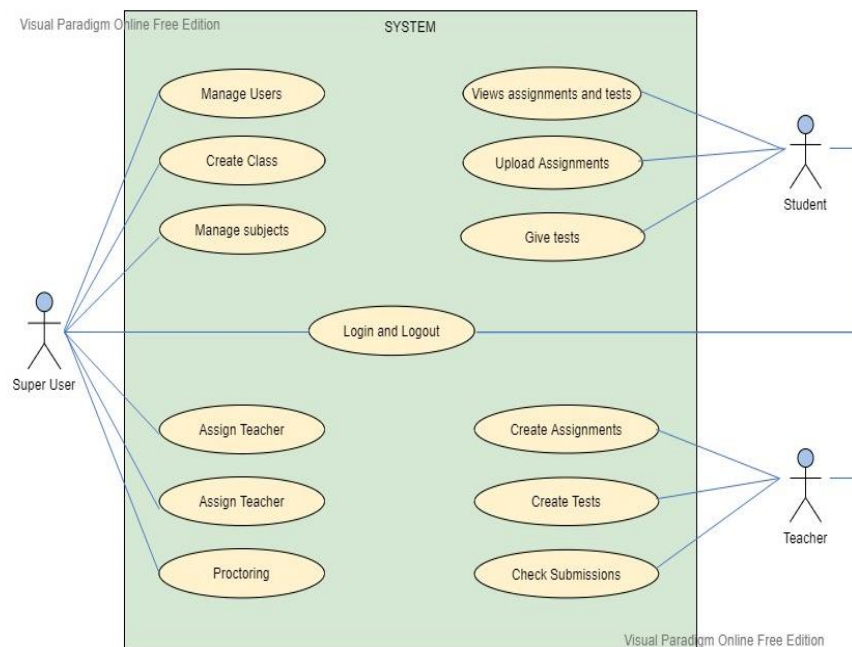 Visual Paradigm Online Free Edition
SYSTEM
Manage Users
Views assignments and tests
Create Class
Upload Assignments
Student
Manage subjects
Give tests
Login and Logout
Super User
Assign Teacher
Create Assignments
Assign Teacher
Create Tests
Teacher
Proctoring
Check Submissions
Visual Paradigm Online Free Edition